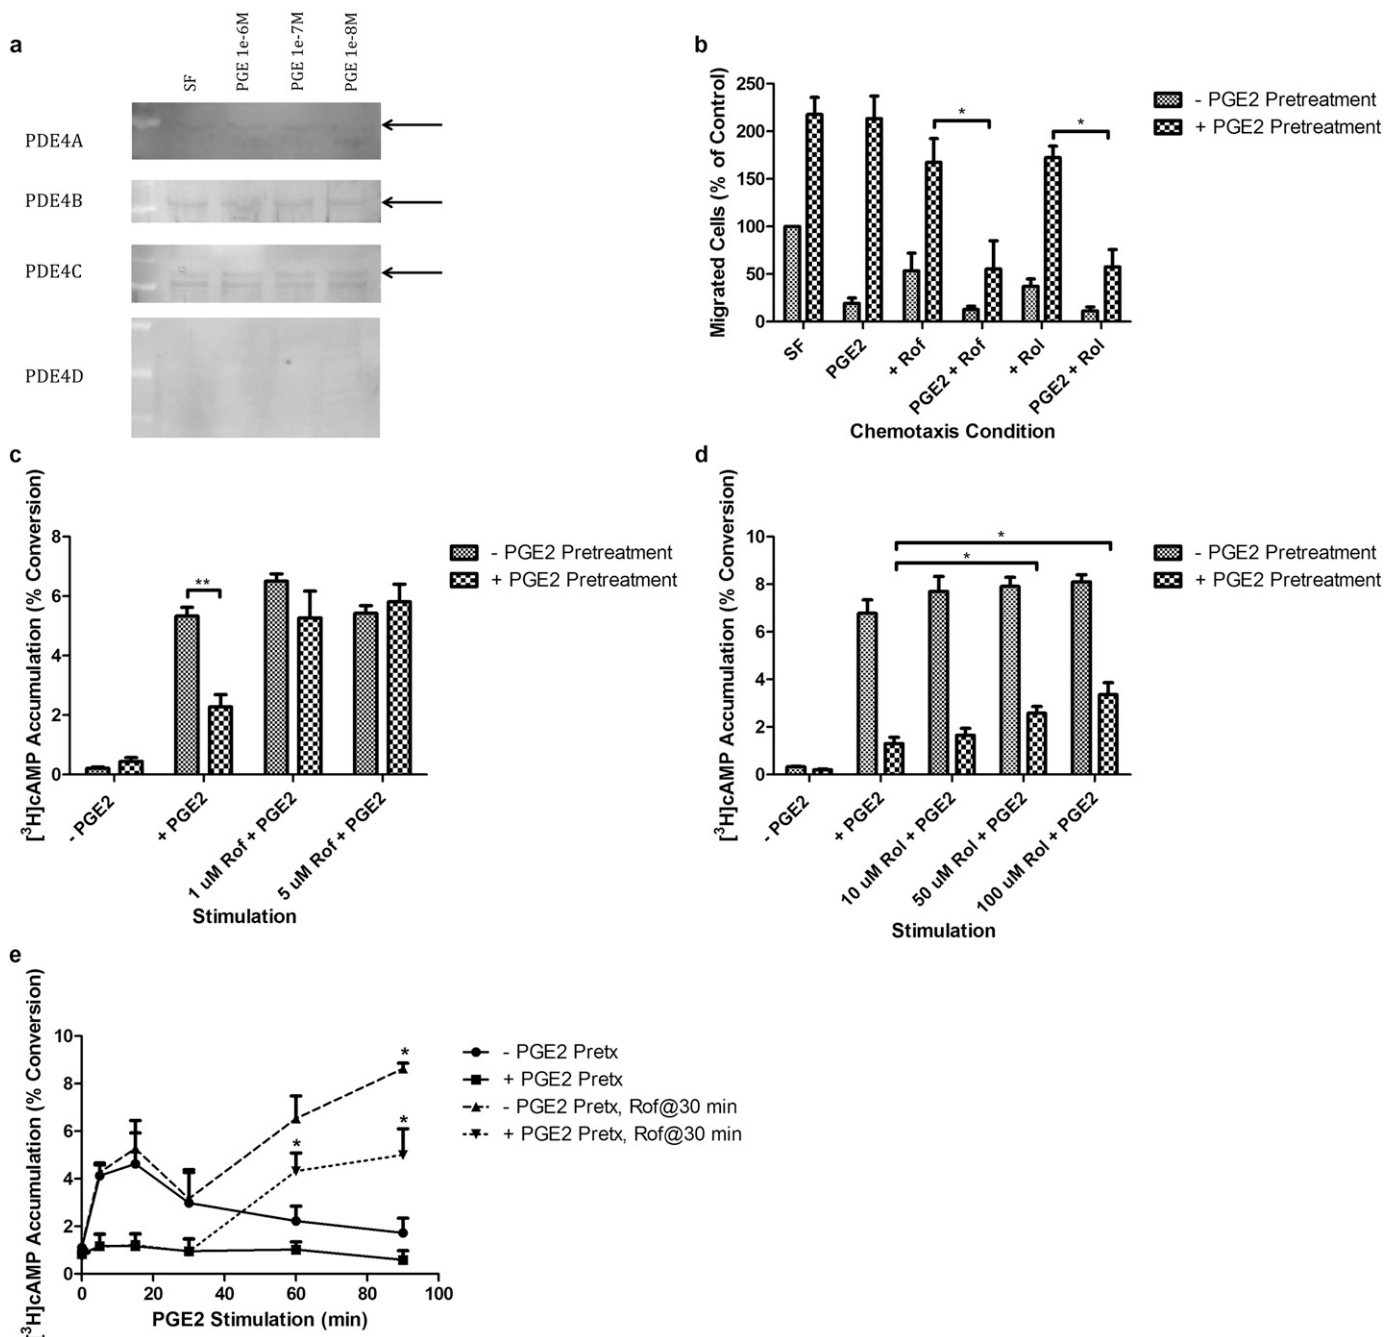 a
SF
PGE 1e-6M
PGE 1e-7M
PGE 1e-8M
PDE4A
PDE4B
PDE4C
PDE4D
b
Migrated Cells (% of Control)
250
200
150
100
50
0
*
*
SF
PGE2
+ Rof
PGE2 + Rof
+ Rol
PGE2 + Rol
Chemotaxis Condition
- PGE2 Pretreatment
+ PGE2 Pretreatment
c
[³H]cAMP Accumulation (% Conversion)
8
6
4
2
0
**
- PGE2
+ PGE2
1 uM Rof + PGE2
5 uM Rof + PGE2
Stimulation
- PGE2 Pretreatment
+ PGE2 Pretreatment
d
[³H]cAMP Accumulation (% Conversion)
10
8
6
4
2
0
*
*
- PGE2
+ PGE2
10 uM Rol + PGE2
50 uM Rol + PGE2
100 uM Rol + PGE2
Stimulation
- PGE2 Pretreatment
+ PGE2 Pretreatment
e
[³H]cAMP Accumulation (% Conversion)
10
8
6
4
2
0
*
*
*
0 20 40 60 80 100
PGE2 Stimulation (min)
- PGE2 Pretx
+ PGE2 Pretx
- PGE2 Pretx, Rof@30 min
+ PGE2 Pretx, Rof@30 min